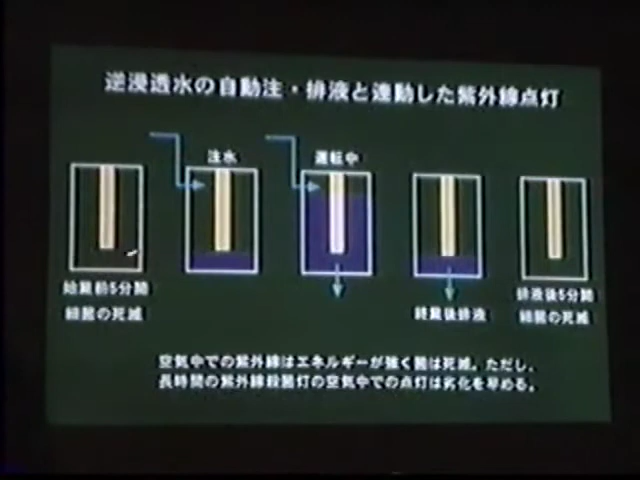 逆浸透水の自動注・排液と連動した紫外線点灯
注水
運転中
始業前5分間
細菌の死滅
終業後排液
排液後5分間
細菌の死滅
空気中での紫外線はエネルギーが強く菌は死滅。ただし、
長時間の紫外線殺菌灯の空気中での点灯は劣化を早める。